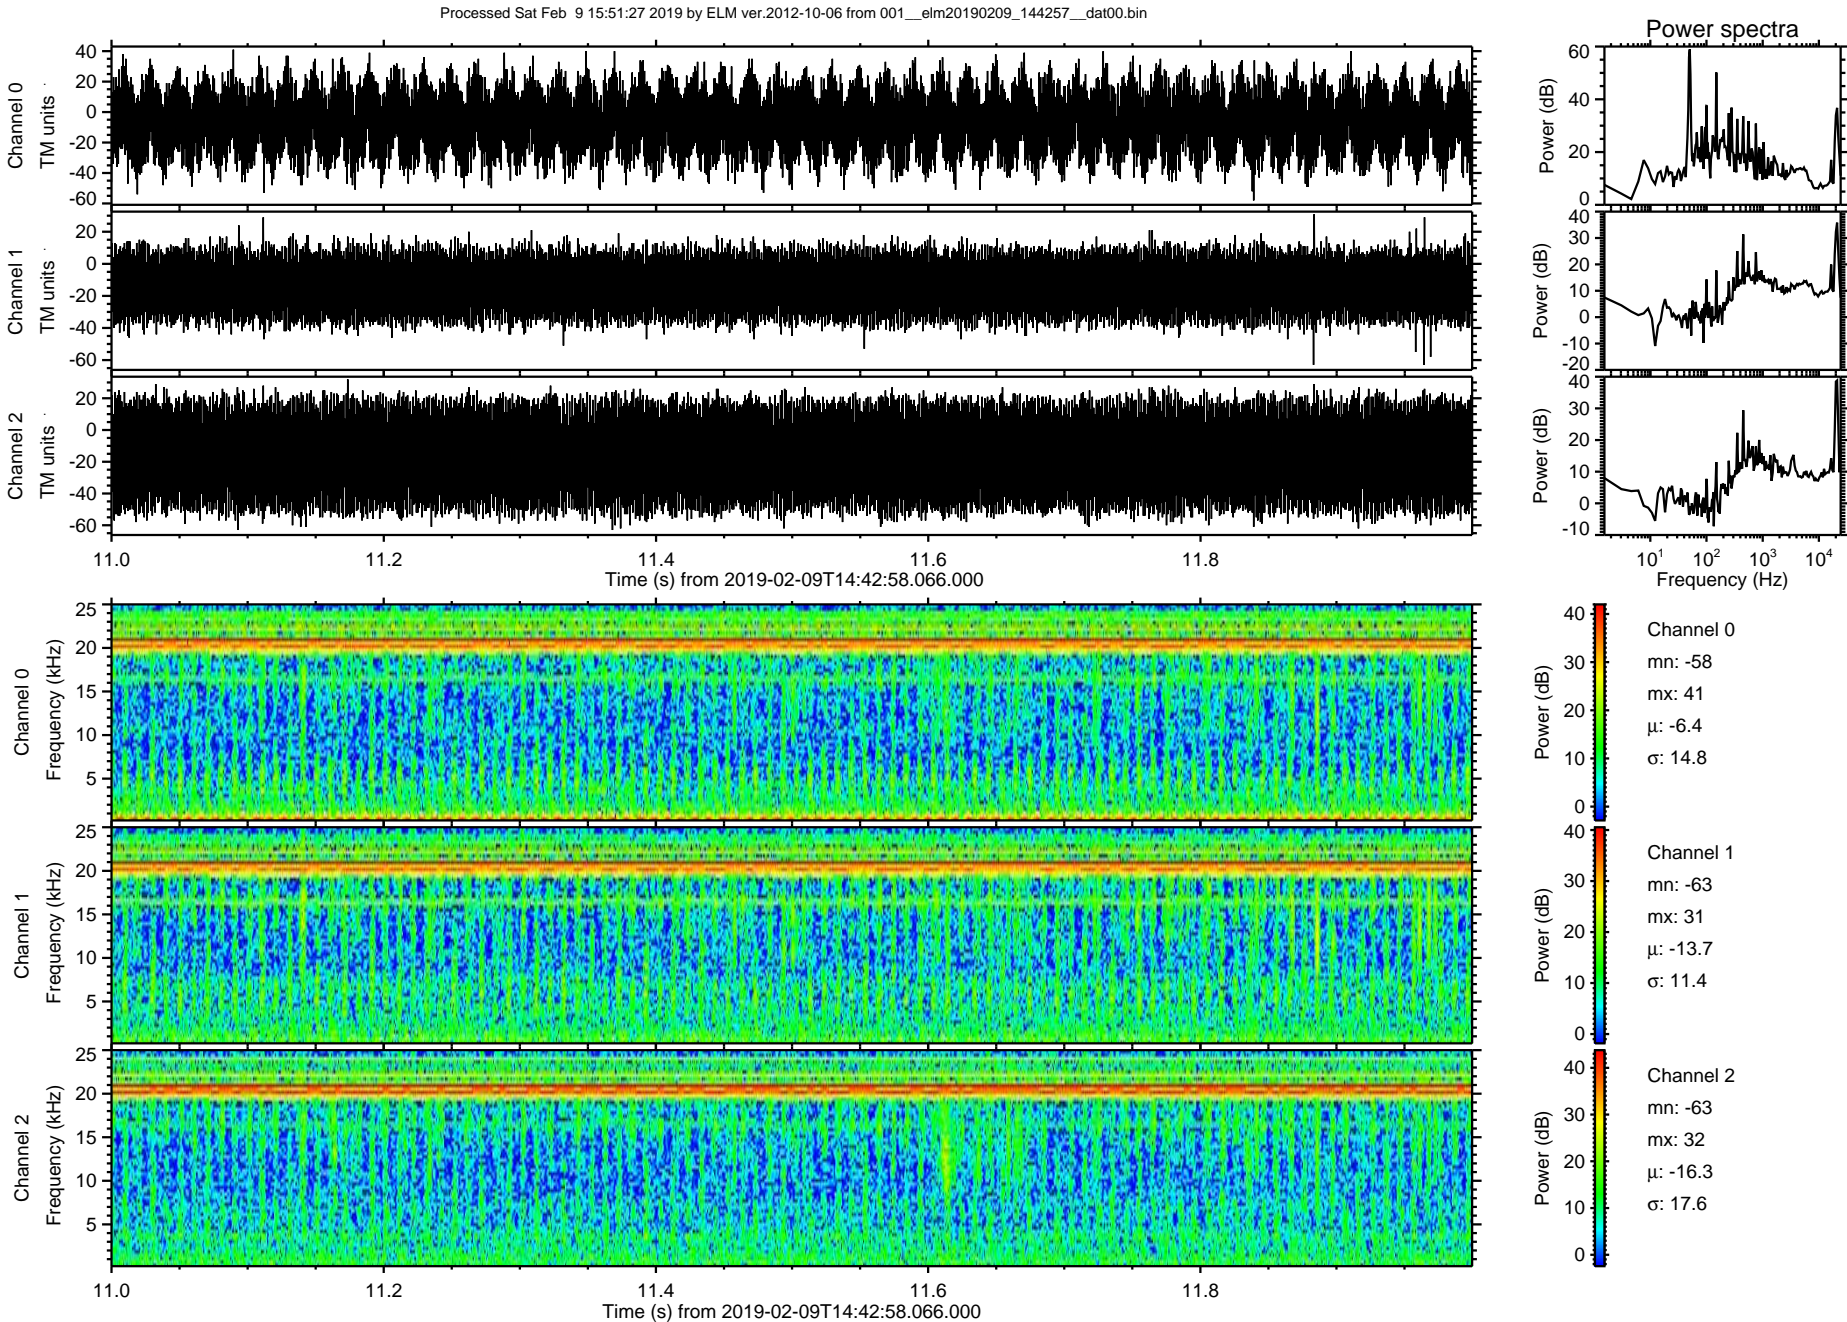 Processed Sat Feb  9 15:51:27 2019 by ELM ver.2012-10-06 from 001__elm20190209_144257__dat00.bin
Power spectra
Channel 0
TM units
40
20
0
-20
-40
-60
Power (dB)
60
40
20
0
Channel 1
TM units
20
0
-20
-40
-60
Power (dB)
40
30
20
10
0
-10
-20
Channel 2
TM units
20
0
-20
-40
-60
Power (dB)
40
30
20
10
0
-10
11.0 11.2 11.4 11.6 11.8
Time (s) from 2019-02-09T14:42:58.066.000
10^1 10^2 10^3 10^4
Frequency (Hz)
Channel 0
Frequency (kHz)
25
20
15
10
5
Power (dB)
40
30
20
10
0
Channel 0
mn: -58
mx: 41
μ: -6.4
σ: 14.8
Channel 1
Frequency (kHz)
25
20
15
10
5
Power (dB)
40
30
20
10
0
Channel 1
mn: -63
mx: 31
μ: -13.7
σ: 11.4
Channel 2
Frequency (kHz)
25
20
15
10
5
Power (dB)
40
30
20
10
0
Channel 2
mn: -63
mx: 32
μ: -16.3
σ: 17.6
11.0 11.2 11.4 11.6 11.8
Time (s) from 2019-02-09T14:42:58.066.000